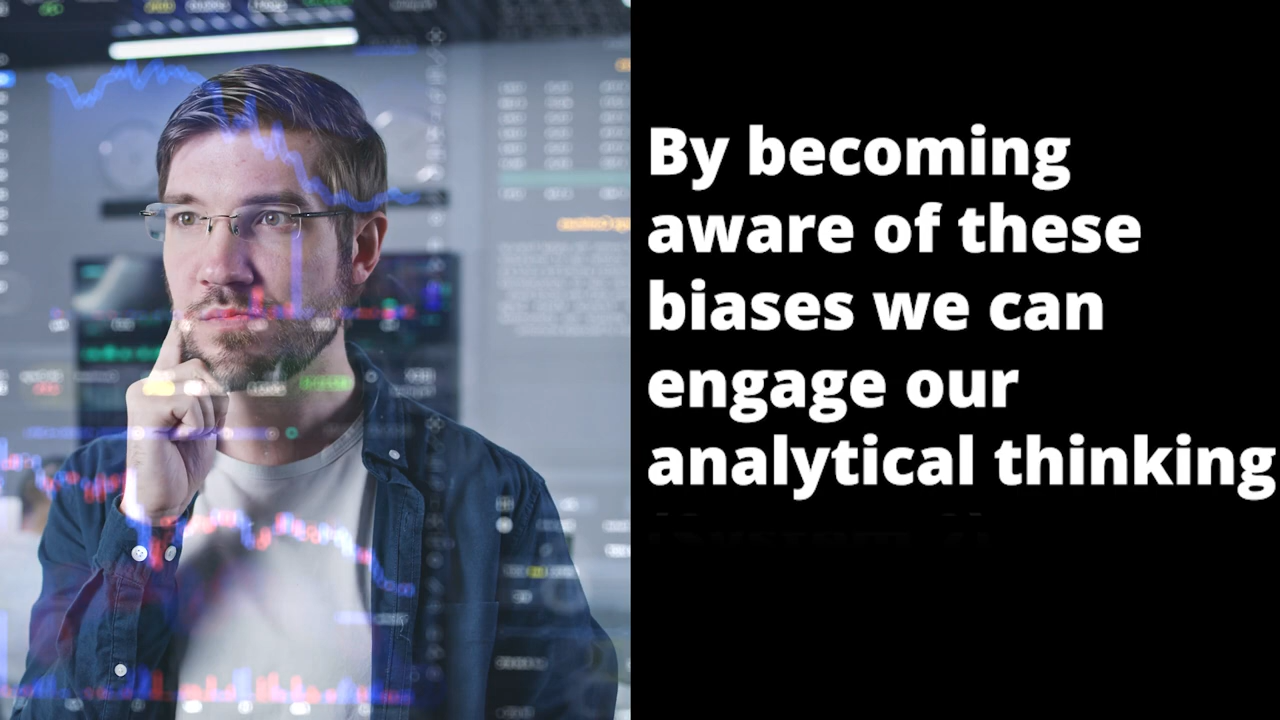 By becoming
aware of these
biases we can
engage our
analytical thinking